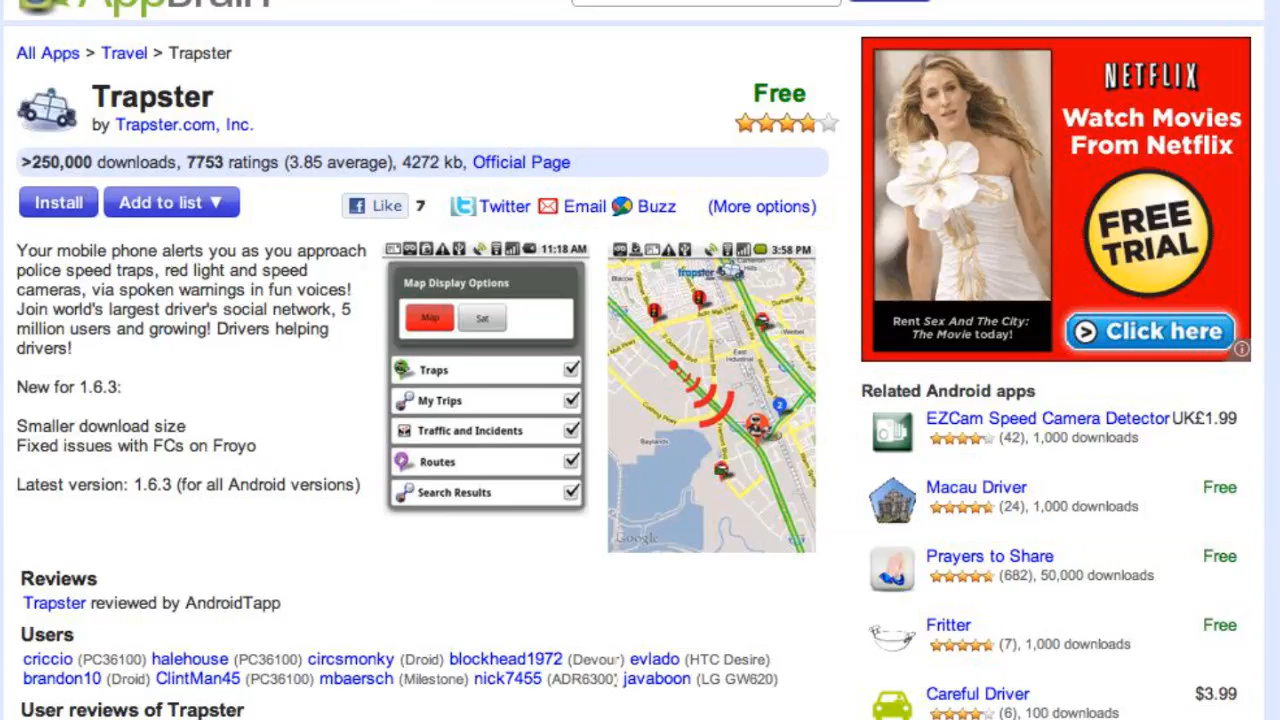 AppBrain
All Apps > Travel > Trapster
Trapster
by Trapster.com, Inc.
Free
>250,000 downloads, 7753 ratings (3.85 average), 4272 kb, Official Page
Install
Add to list ▼
Like 7
Twitter
Email
Buzz
(More options)
Your mobile phone alerts you as you approach
police speed traps, red light and speed
cameras, via spoken warnings in fun voices!
Join world's largest driver's social network, 5
million users and growing! Drivers helping
drivers!
New for 1.6.3:
Smaller download size
Fixed issues with FCs on Froyo
Latest version: 1.6.3 (for all Android versions)
11:18 AM
Map Display Options
Map
Sat
Traps
My Trips
Traffic and Incidents
Routes
Search Results
3:58 PM
trapster
East
Industrial
Baylands
Google
Reviews
Trapster reviewed by AndroidTapp
Users
criccio (PC36100) halehouse (PC36100) circsmonky (Droid) blockhead1972 (Devour) evlado (HTC Desire)
brandon10 (Droid) ClintMan45 (PC36100) mbaersch (Milestone) nick7455 (ADR6300) javaboon (LG GW620)
User reviews of Trapster
NETFLIX
Watch Movies
From Netflix
FREE
TRIAL
Click here
Rent Sex And The City:
The Movie today!
Related Android apps
EZCam Speed Camera Detector UK£1.99
(42), 1,000 downloads
Macau Driver Free
(24), 1,000 downloads
Prayers to Share Free
(682), 50,000 downloads
Fritter Free
(7), 1,000 downloads
Careful Driver $3.99
(6), 100 downloads